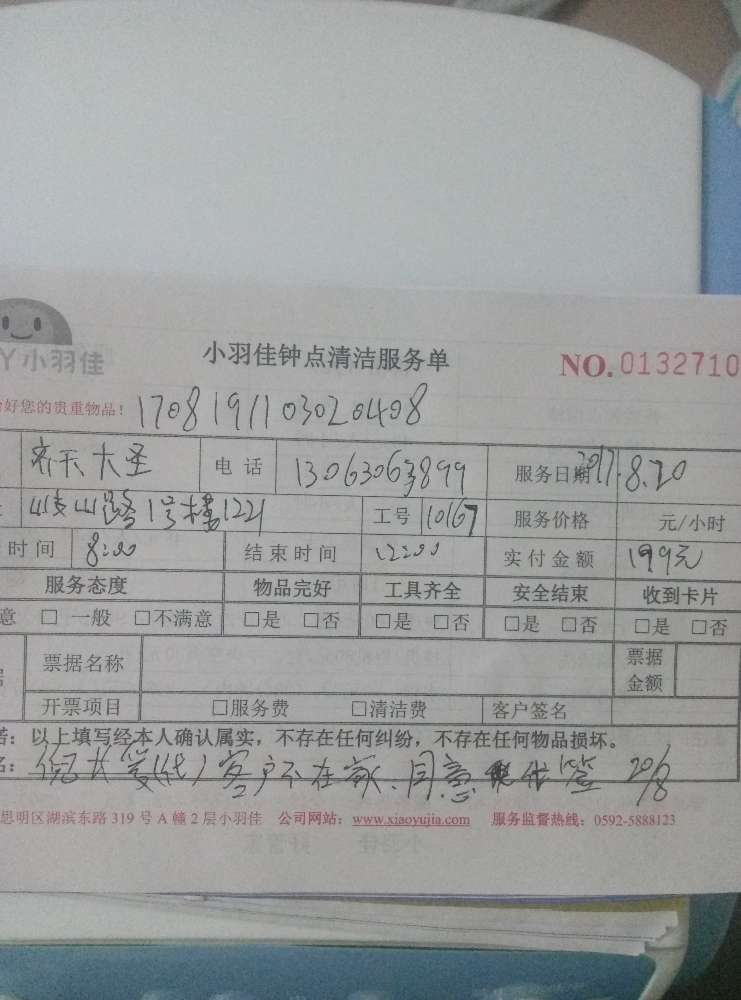 小羽佳
小羽佳钟点清洁服务单
NO. 0132710
好您的贵重物品！ 1708191103020408
齐天大圣 电话 13063063899 服务日期 2017.8.20
路1号楼1221 工号 10167 服务价格 元/小时
时间 8:00 结束时间 12:00 实付金额 199元
服务态度 物品完好 工具齐全 安全结束 收到卡片
意 □ 一般 □不满意 □是 □否 □是 □否 □是 □否 □是 □否
票据名称 票据金额
开票项目 □服务费 □清洁费 客户签名
：以上填写经本人确认属实，不存在任何纠纷，不存在任何物品损坏。
名：倪(代)客户不在家、同意代签 20/8
思明区湖滨东路 319 号 A 幢 2 层小羽佳 公司网站：www.xiaoyujia.com 服务监督热线：0592-5888123